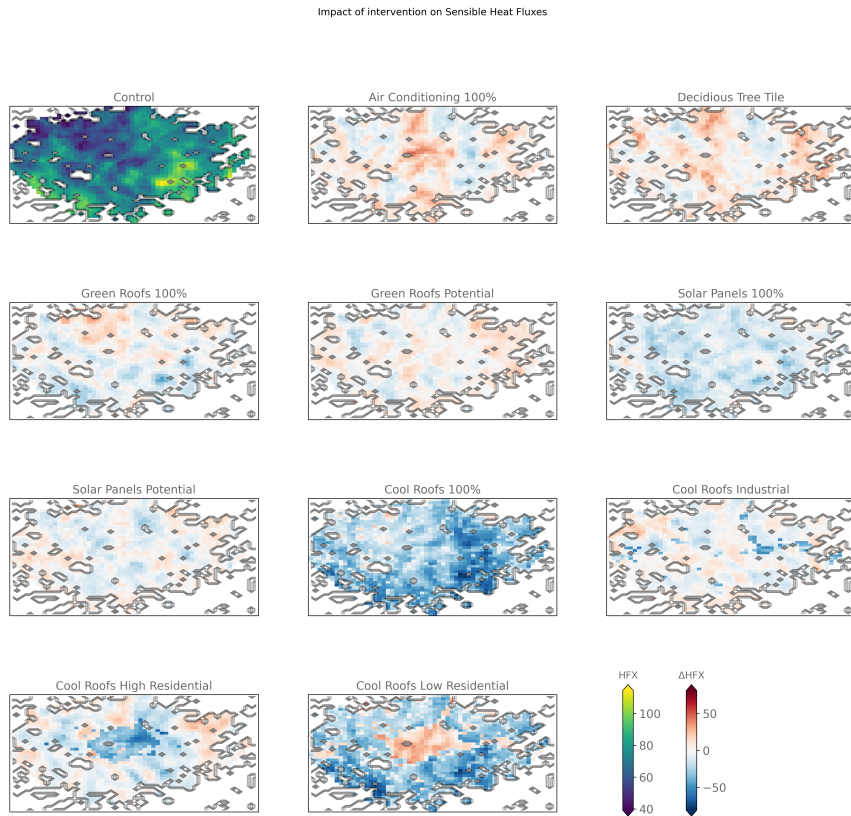 Impact of intervention on Sensible Heat Fluxes
Control
Air Conditioning 100%
Decidious Tree Tile
Green Roofs 100%
Green Roofs Potential
Solar Panels 100%
Solar Panels Potential
Cool Roofs 100%
Cool Roofs Industrial
Cool Roofs High Residential
Cool Roofs Low Residential
HFX
ΔHFX
100
80
60
40
50
0
−50